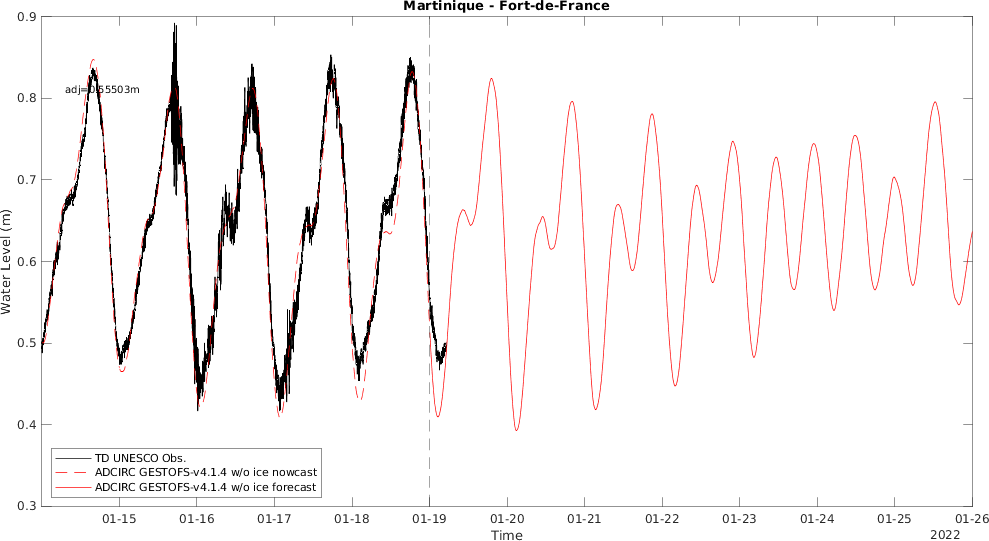 Martinique - Fort-de-France
0.9
0.8
0.7
0.6
0.5
0.4
0.3
Water Level (m)
adj=0.55503m
TD UNESCO Obs.
ADCIRC GESTOFS-v4.1.4 w/o ice nowcast
ADCIRC GESTOFS-v4.1.4 w/o ice forecast
01-15 01-16 01-17 01-18 01-19 01-20 01-21 01-22 01-23 01-24 01-25 01-26
Time
2022